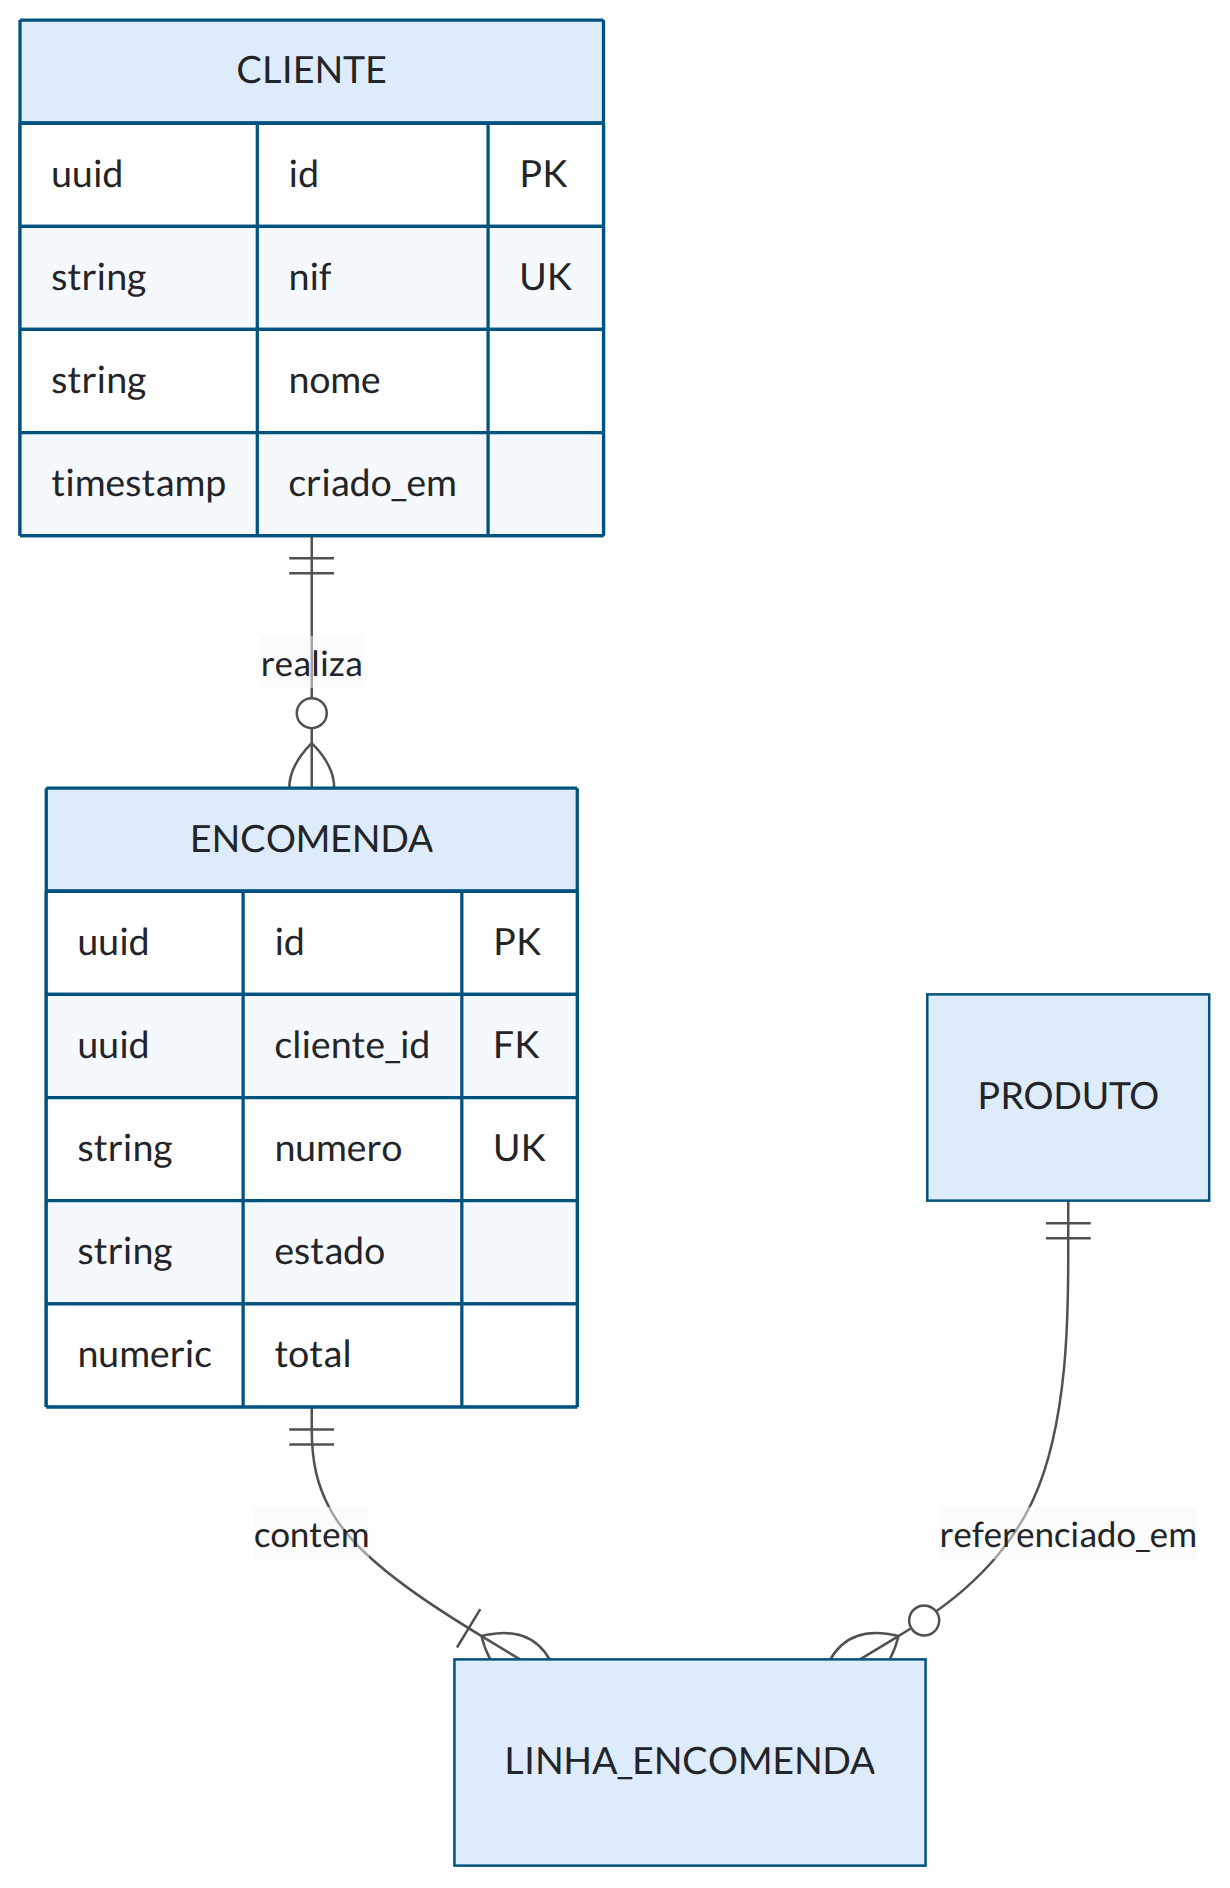 CLIENTE
uuid id PK
string nif UK
string nome
timestamp criado_em
realiza
ENCOMENDA
uuid id PK
uuid cliente_id FK
string numero UK
string estado
numeric total
PRODUTO
contem
referenciado_em
LINHA_ENCOMENDA